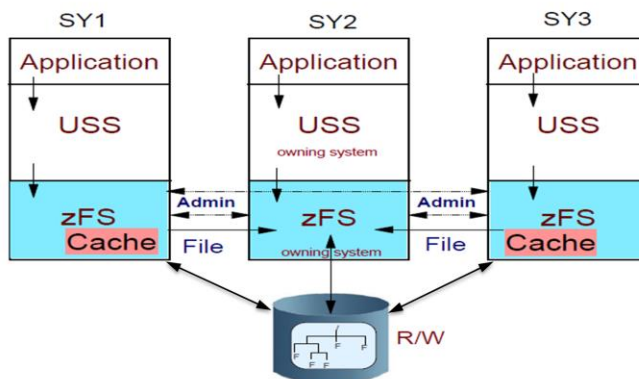 SY1 SY2 SY3
Application Application Application
USS USS USS
owning system
Admin Admin
zFS zFS zFS
Cache File File Cache
owning system
R/W
/
F
F F
F F F